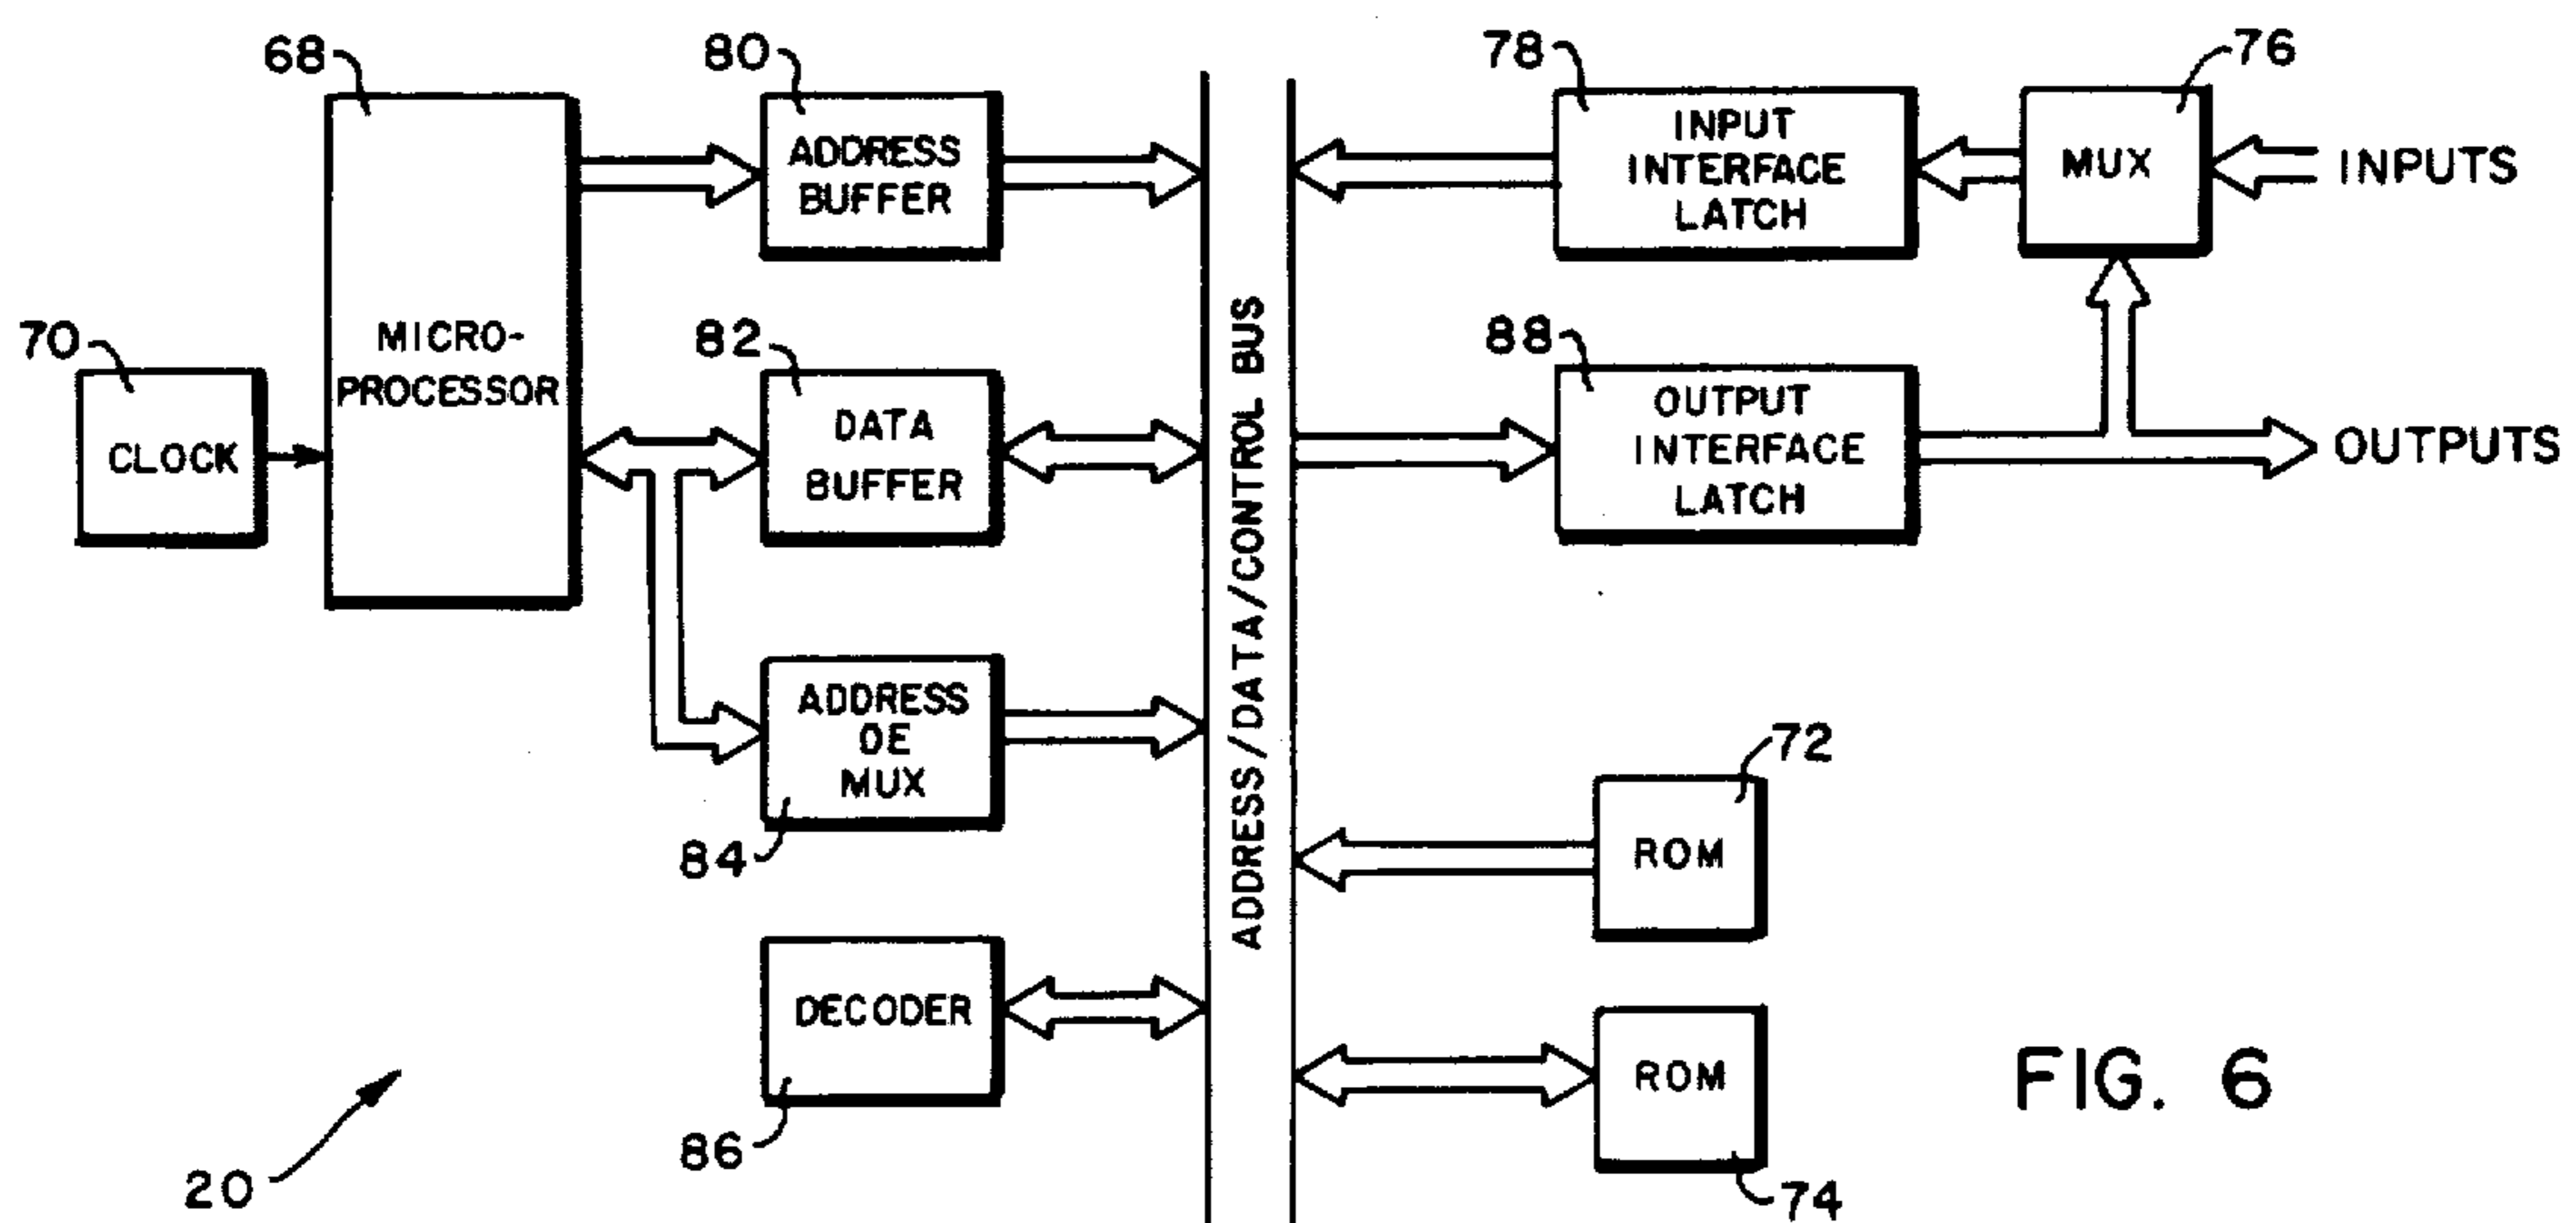 68
80
78
76
MICRO-
PROCESSOR
ADDRESS
BUFFER
INPUT
INTERFACE
LATCH
MUX
INPUTS
70
CLOCK
82
DATA
BUFFER
ADDRESS/DATA/CONTROL BUS
88
OUTPUT
INTERFACE
LATCH
OUTPUTS
ADDRESS
DE
MUX
84
72
ROM
DECODER
86
ROM
74
20
FIG. 6